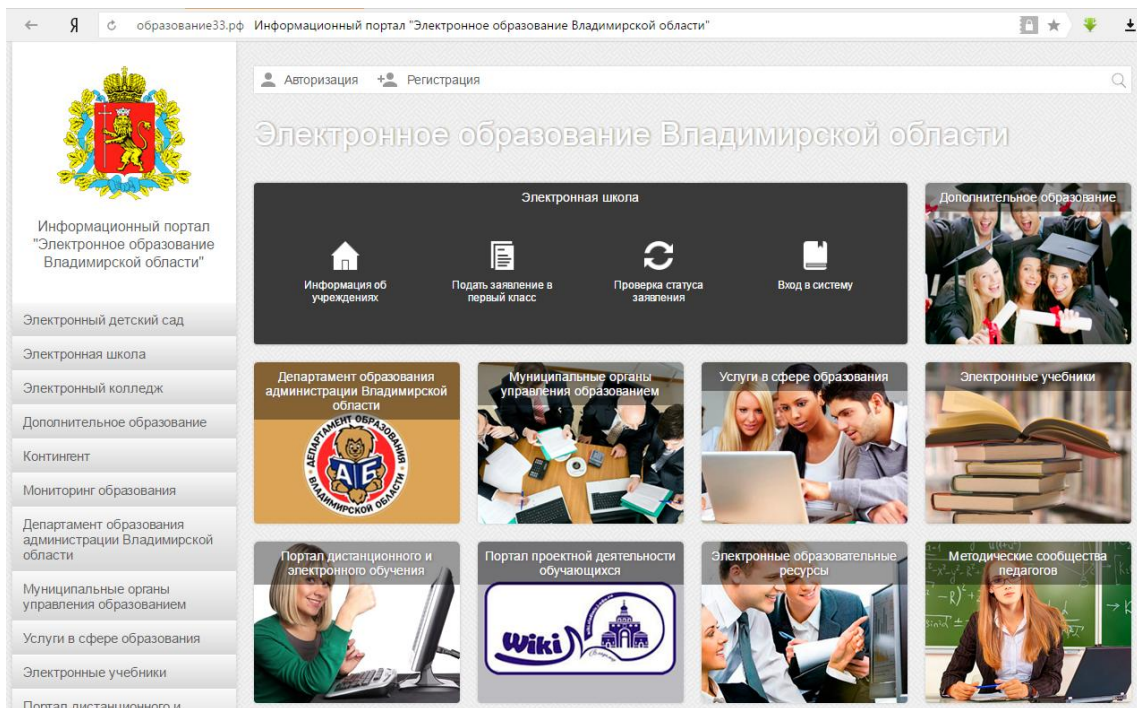 Я
образование33.рф Информационный портал "Электронное образование Владимирской области"
Авторизация
Регистрация
Электронное образование Владимирской области
Информационный портал
"Электронное образование
Владимирской области"
Электронный детский сад
Электронная школа
Электронный колледж
Дополнительное образование
Контингент
Мониторинг образования
Департамент образования
администрации Владимирской
области
Муниципальные органы
управления образованием
Услуги в сфере образования
Электронные учебники
Портал дистанционного и
Электронная школа
Информация об
учреждениях
Подать заявление в
первый класс
Проверка статуса
заявления
Вход в систему
Дополнительное образование
Департамент образования
администрации Владимирской
области
ДЕПАРТАМЕНТ ОБРАЗОВАНИЯ
АБ
ВЛАДИМИРСКОЙ ОБЛАСТИ
Муниципальные органы
управления образованием
Услуги в сфере образования
Электронные учебники
Портал дистанционного и
электронного обучения
Портал проектной деятельности
обучающихся
Wiki
Электронные образовательные
ресурсы
Методические сообщества
педагогов